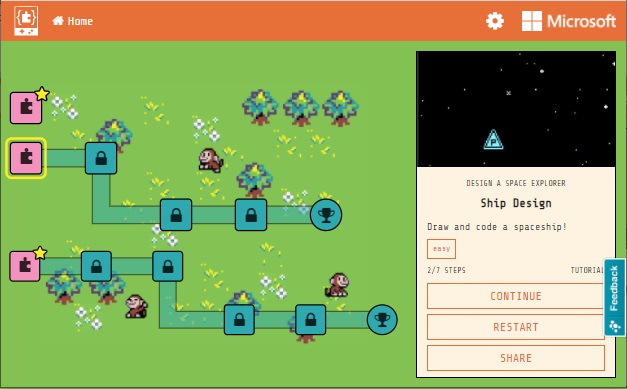 Home
Microsoft
DESIGN A SPACE EXPLORER
Ship Design
Draw and code a spaceship!
easy
2/7 STEPS
TUTORIAL
CONTINUE
RESTART
SHARE
Feedback